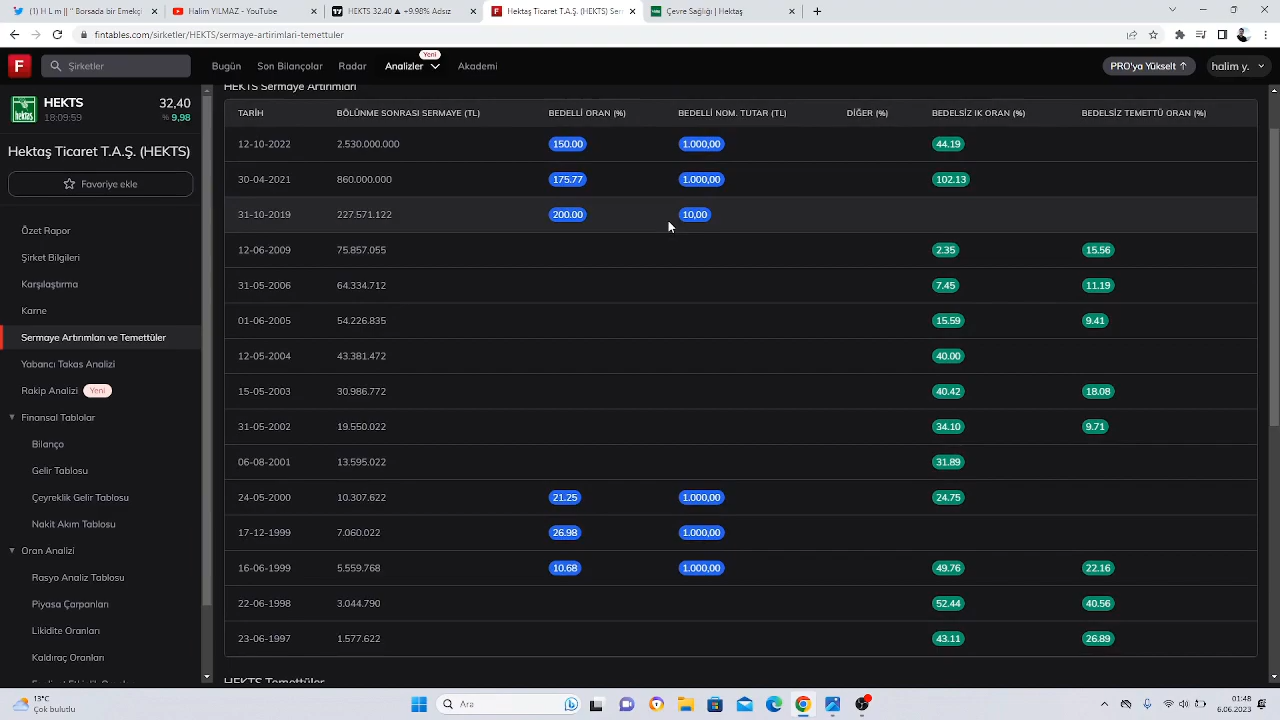 (1) H L m || "Borsada bir Emekçi
Halim YILMAZ - YouTube
HEKTS 32.40 ▲ +9.98% Adsız
Hektaş Ticaret T.A.Ş. (HEKTS) Ser
Çevre Sağlığı | Hektaş
fintables.com/sirketler/HEKTS/sermaye-artirimlari-temettuler
Yeni
F Şirketler Bugün Son Bilançolar Radar Analizler Akademi PRO'ya Yükselt ↑ halim y.
HEKTS 32,40
18:09:59 % 9,98
Hektaş Ticaret T.A.Ş. (HEKTS)
Favoriye ekle
Özet Rapor
Şirket Bilgileri
Karşılaştırma
Karne
Sermaye Artırımları ve Temettüler
Yabancı Takas Analizi
Rakip Analizi Yeni
Finansal Tablolar
Bilanço
Gelir Tablosu
Çeyreklik Gelir Tablosu
Nakit Akım Tablosu
Oran Analizi
Rasyo Analiz Tablosu
Piyasa Çarpanları
Likidite Oranları
Kaldıraç Oranları
HEKTS Sermaye Artırımları
TARİH BÖLÜNME SONRASI SERMAYE (TL) BEDELLİ ORAN (%) BEDELLİ NOM. TUTAR (TL) DİĞER (%) BEDELSİZ IK ORAN (%) BEDELSİZ TEMETTÜ ORAN (%)
12-10-2022 2.530.000.000 150.00 1.000,00 44.19
30-04-2021 860.000.000 175.77 1.000,00 102.13
31-10-2019 227.571.122 200.00 10,00
12-06-2009 75.857.055 2.35 15.56
31-05-2006 64.334.712 7.45 11.19
01-06-2005 54.226.835 15.59 9.41
12-05-2004 43.381.472 40.00
15-05-2003 30.986.772 40.42 18.08
31-05-2002 19.550.022 34.10 9.71
06-08-2001 13.595.022 31.89
24-05-2000 10.307.622 21.25 1.000,00 24.75
17-12-1999 7.060.022 26.98 1.000,00
16-06-1999 5.559.768 10.68 1.000,00 49.76 22.16
22-06-1998 3.044.790 52.44 40.56
23-06-1997 1.577.622 43.11 26.89
HEKTS Temettüler
13°C
Çok bulutlu
Ara
01:48
6.06.2023